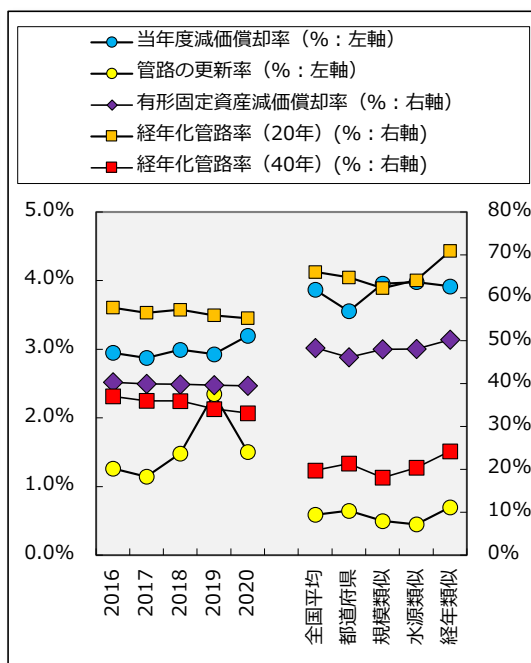 当年度減価償却率（%：左軸）
管路の更新率（%：左軸）
有形固定資産減価償却率（%：右軸）
経年化管路率（20年）(%：右軸)
経年化管路率（40年）(%：右軸)
5.0%
4.0%
3.0%
2.0%
1.0%
0.0%
80%
70%
60%
50%
40%
30%
20%
10%
0%
2016
2017
2018
2019
2020
全国平均
都道府県
規模類似
水源類似
経年類似